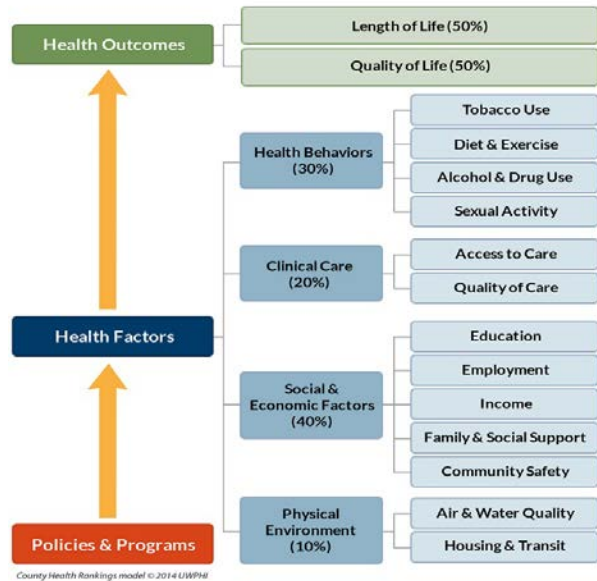 Health Outcomes
Length of Life (50%)
Quality of Life (50%)
Health Factors
Health Behaviors
(30%)
Tobacco Use
Diet & Exercise
Alcohol & Drug Use
Sexual Activity
Clinical Care
(20%)
Access to Care
Quality of Care
Social &
Economic Factors
(40%)
Education
Employment
Income
Family & Social Support
Community Safety
Physical
Environment
(10%)
Air & Water Quality
Housing & Transit
Policies & Programs
County Health Rankings model © 2014 UWPHI